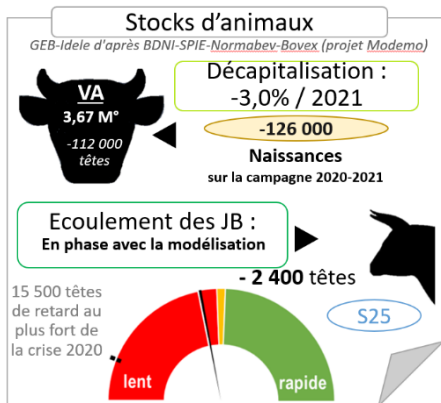 Stocks d’animaux
GEB-Idele d'après BDNI-SPIE-Normabev-Bovex (projet Modemo)
VA
3,67 M°
-112 000
têtes
Décapitalisation :
-3,0% / 2021
-126 000
Naissances
sur la campagne 2020-2021
Ecoulement des JB :
En phase avec la modélisation
- 2 400 têtes
15 500 têtes
de retard au
plus fort de
la crise 2020
S25
lent
rapide